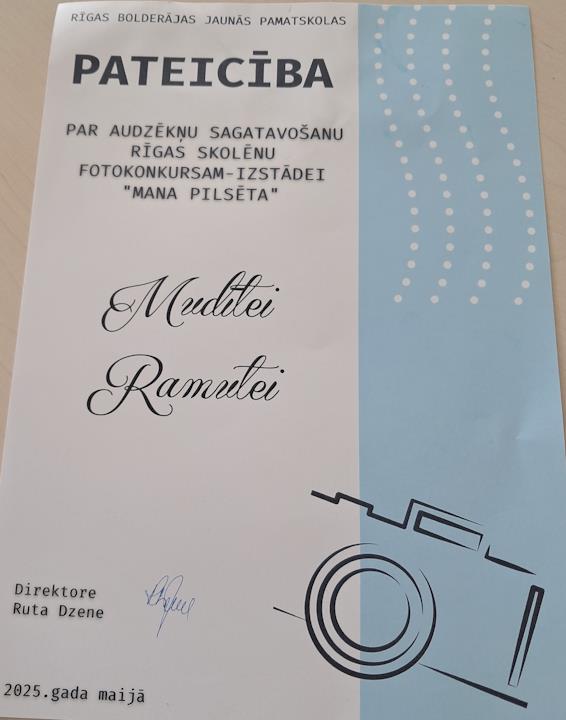 RĪGAS BOLDERĀJAS JAUNĀS PAMATSKOLAS
PATEICĪBA
PAR AUDZĒKŅU SAGATAVOŠANU
RĪGAS SKOLĒNU
FOTOKONKURSAM-IZSTĀDEI
"MANA PILSĒTA"
Muditei
Ramutei
Direktore
Ruta Dzene
2025.gada maijā